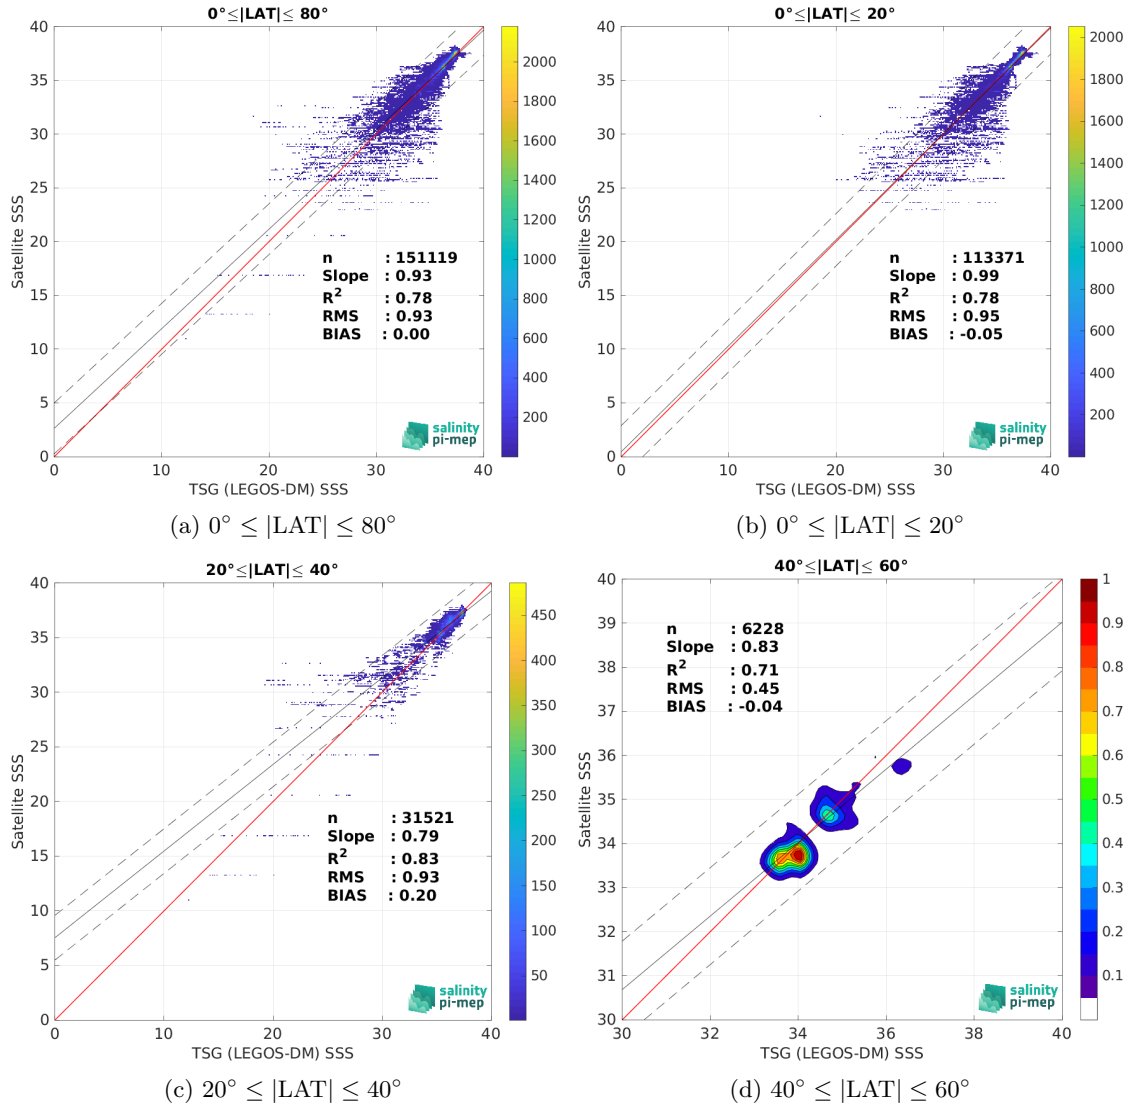 0°≤|LAT|≤ 80°
40
35
30
25
20
15
10
5
0
Satellite SSS
n : 151119
Slope : 0.93
R² : 0.78
RMS : 0.93
BIAS : 0.00
salinity
pi-mep
0 10 20 30 40
TSG (LEGOS-DM) SSS
2000
1800
1600
1400
1200
1000
800
600
400
200
(a) 0° ≤ |LAT| ≤ 80°
0°≤|LAT|≤ 20°
40
35
30
25
20
15
10
5
0
Satellite SSS
n : 113371
Slope : 0.99
R² : 0.78
RMS : 0.95
BIAS : -0.05
salinity
pi-mep
0 10 20 30 40
TSG (LEGOS-DM) SSS
2000
1800
1600
1400
1200
1000
800
600
400
200
(b) 0° ≤ |LAT| ≤ 20°
20°≤|LAT|≤ 40°
40
35
30
25
20
15
10
5
0
Satellite SSS
n : 31521
Slope : 0.79
R² : 0.83
RMS : 0.93
BIAS : 0.20
salinity
pi-mep
0 10 20 30 40
TSG (LEGOS-DM) SSS
450
400
350
300
250
200
150
100
50
(c) 20° ≤ |LAT| ≤ 40°
40°≤|LAT|≤ 60°
40
39
38
37
36
35
34
33
32
31
30
Satellite SSS
n : 6228
Slope : 0.83
R² : 0.71
RMS : 0.45
BIAS : -0.04
salinity
pi-mep
30 32 34 36 38 40
TSG (LEGOS-DM) SSS
1
0.9
0.8
0.7
0.6
0.5
0.4
0.3
0.2
0.1
(d) 40° ≤ |LAT| ≤ 60°